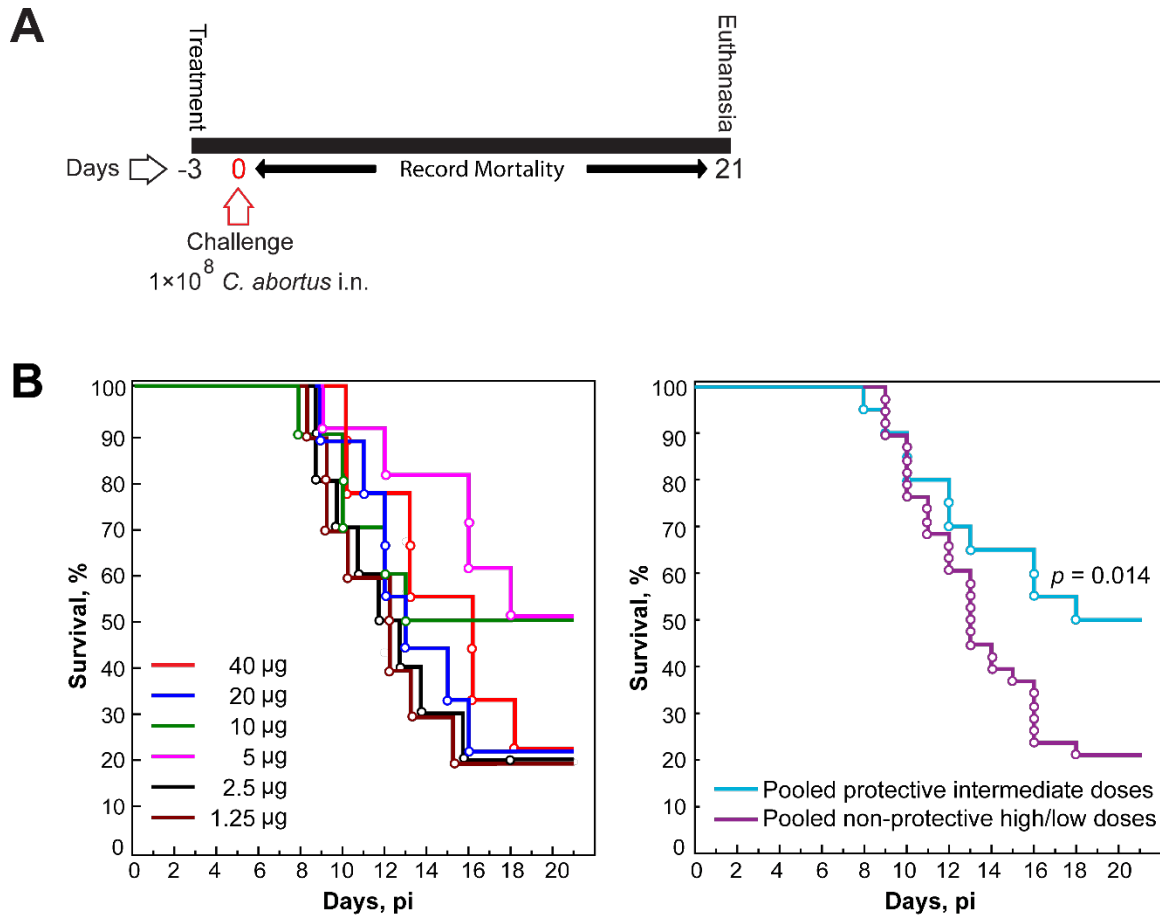 A
Treatment
Euthanasia
Days -3 0 Record Mortality 21
Challenge
1×10⁸ C. abortus i.n.
B
100
90
80
70
60
50
40
30
20
10
0
Survival, %
40 µg
20 µg
10 µg
5 µg
2.5 µg
1.25 µg
0 2 4 6 8 10 12 14 16 18 20
Days, pi
100
90
80
70
60
50
40
30
20
10
0
Survival, %
p = 0.014
Pooled protective intermediate doses
Pooled non-protective high/low doses
0 2 4 6 8 10 12 14 16 18 20
Days, pi